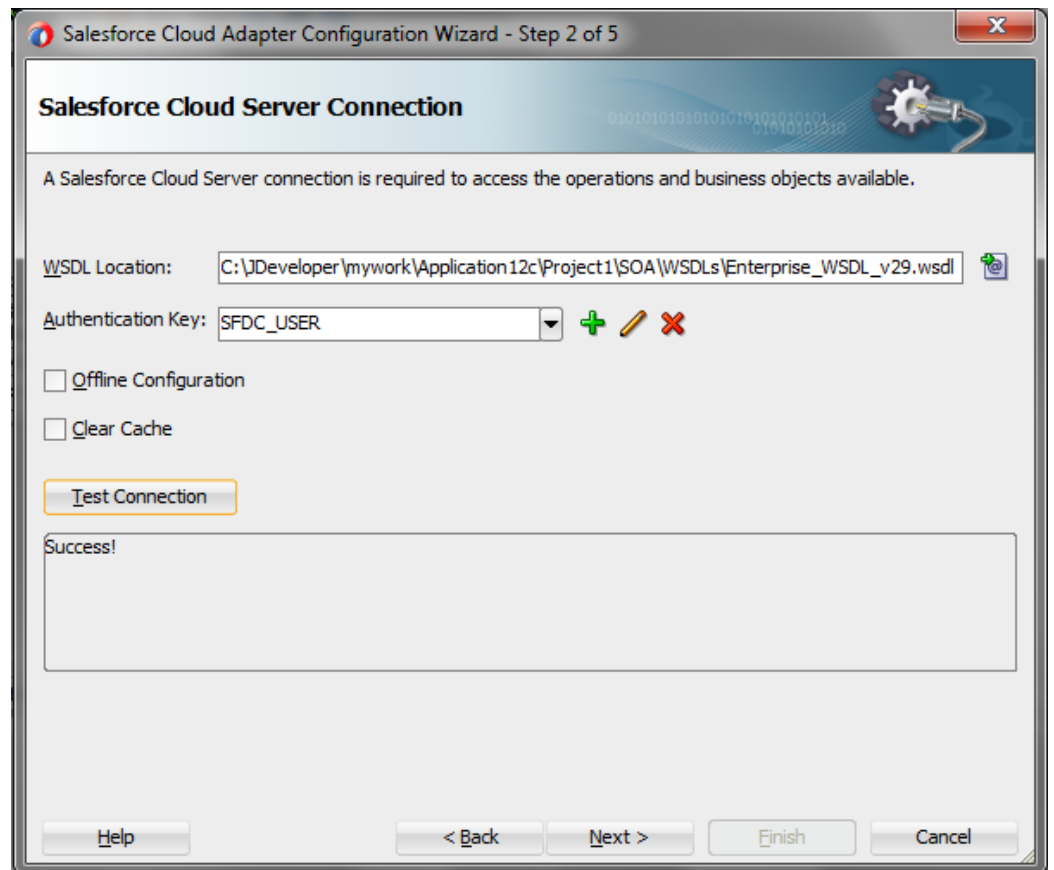 Salesforce Cloud Adapter Configuration Wizard - Step 2 of 5
Salesforce Cloud Server Connection
A Salesforce Cloud Server connection is required to access the operations and business objects available.
WSDL Location: C:\JDeveloper\mywork\Application12c\Project1\SOA\WSDLs\Enterprise_WSDL_v29.wsdl
Authentication Key: SFDC_USER
Offline Configuration
Clear Cache
Test Connection
Success!
Help < Back Next > Finish Cancel